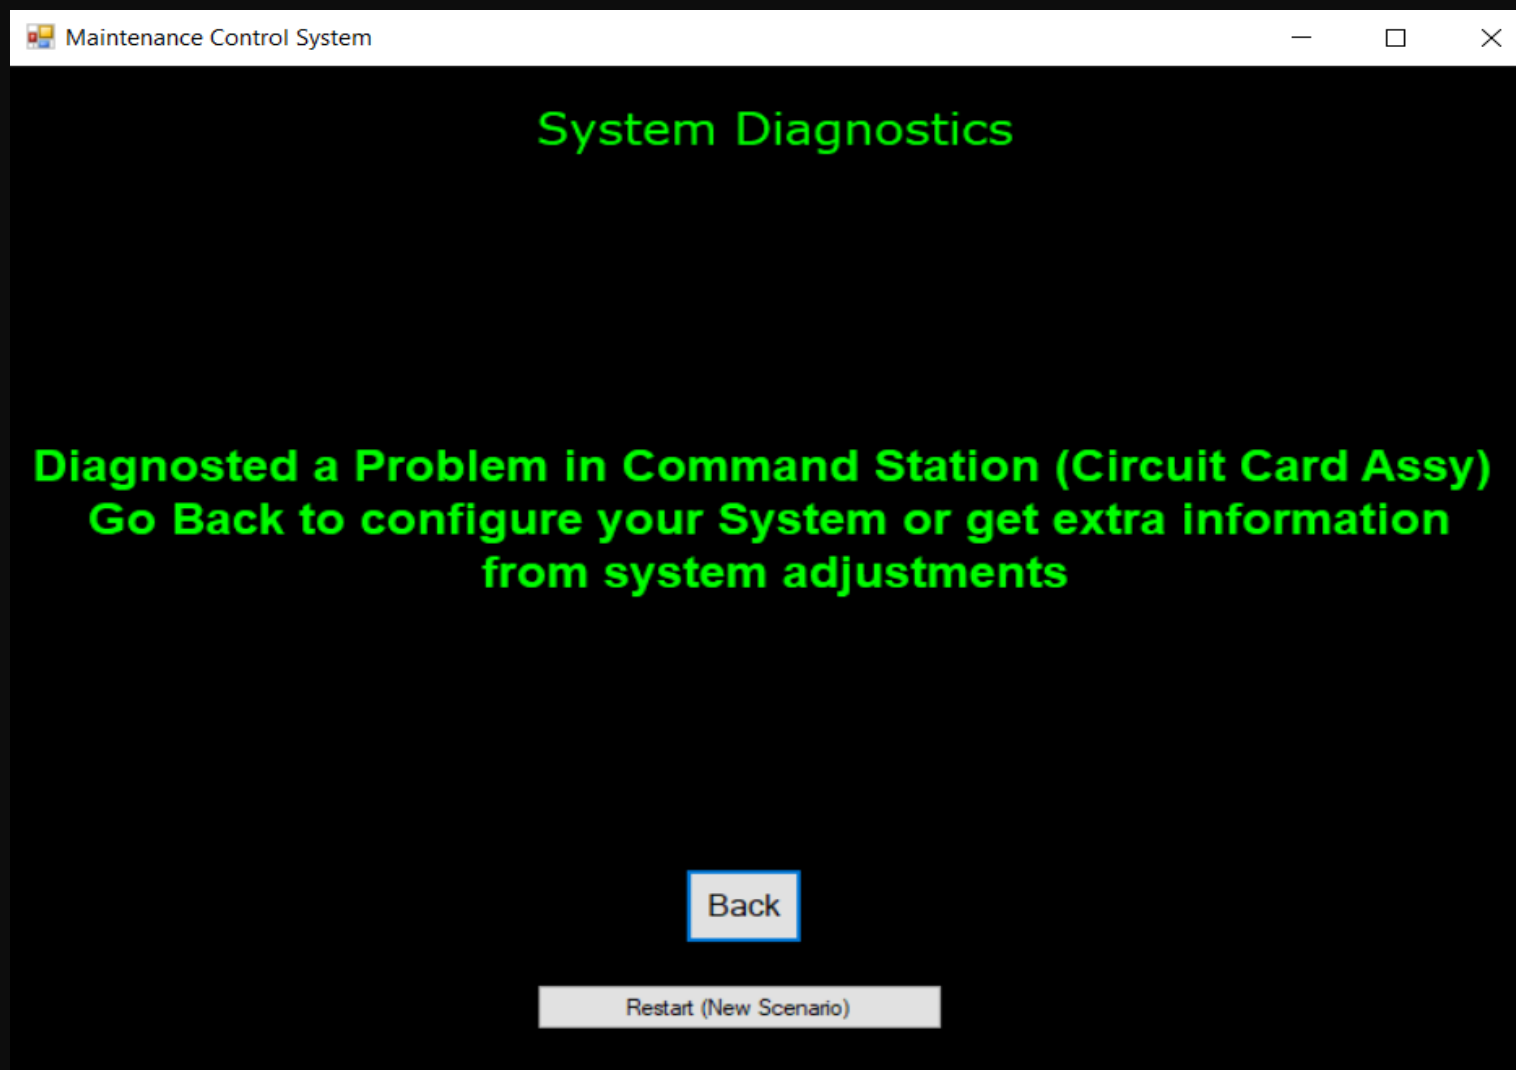 Maintenance Control System
System Diagnostics
Diagnosted a Problem in Command Station (Circuit Card Assy)
Go Back to configure your System or get extra information
from system adjustments
Back
Restart (New Scenario)